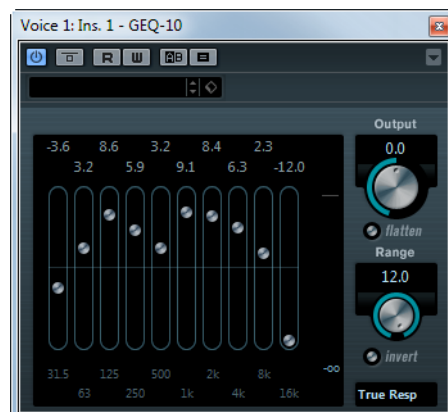 Voice 1: Ins. 1 - GEQ-10
R W AB
Output
-3.6 8.6 3.2 8.4 2.3 0.0
3.2 5.9 9.1 6.3 -12.0
flatten
Range
12.0
invert
-∞
31.5 125 500 2k 8k
63 250 1k 4k 16k
True Resp